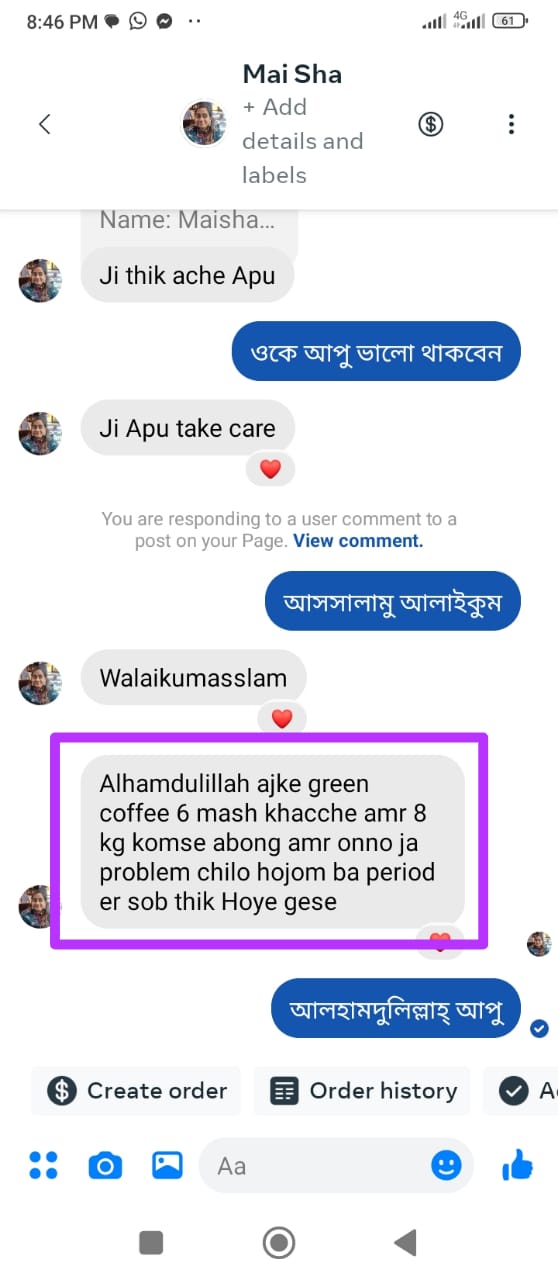 8:46 PM
4G
61
Mai Sha
+ Add
details and
labels
Name: Maisha...
Ji thik ache Apu
ওকে আপু ভালো থাকবেন
Ji Apu take care
You are responding to a user comment to a
post on your Page. View comment.
আসসালামু আলাইকুম
Walaikumasslam
Alhamdulillah ajke green
coffee 6 mash khacche amr 8
kg komse abong amr onno ja
problem chilo hojom ba period
er sob thik Hoye gese
আলহামদুলিল্লাহ্ আপু
Create order
Order history
Aa